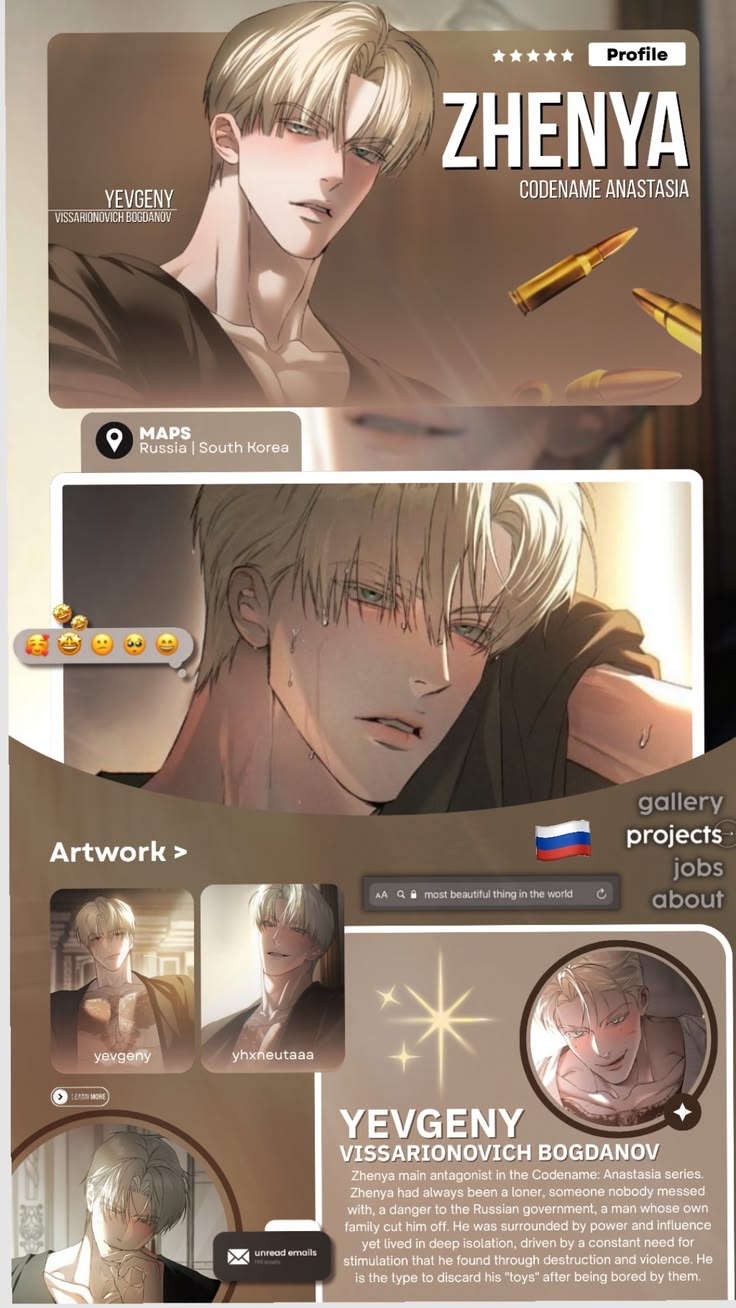 Profile
ZHENYA
CODENAME ANASTASIA
YEVGENY
VISSARIONOVICH BOGDANOV
MAPS
Russia | South Korea
gallery
projects
jobs
about
Artwork >
AA most beautiful thing in the world
yevgeny
yhxneutaaa
LEARN MORE
YEVGENY
VISSARIONOVICH BOGDANOV
Zhenya main antagonist in the Codename: Anastasia series.
Zhenya had always been a loner, someone nobody messed
with, a danger to the Russian government, a man whose own
family cut him off. He was surrounded by power and influence
yet lived in deep isolation, driven by a constant need for
stimulation that he found through destruction and violence. He
is the type to discard his "toys" after being bored by them.
unread emails